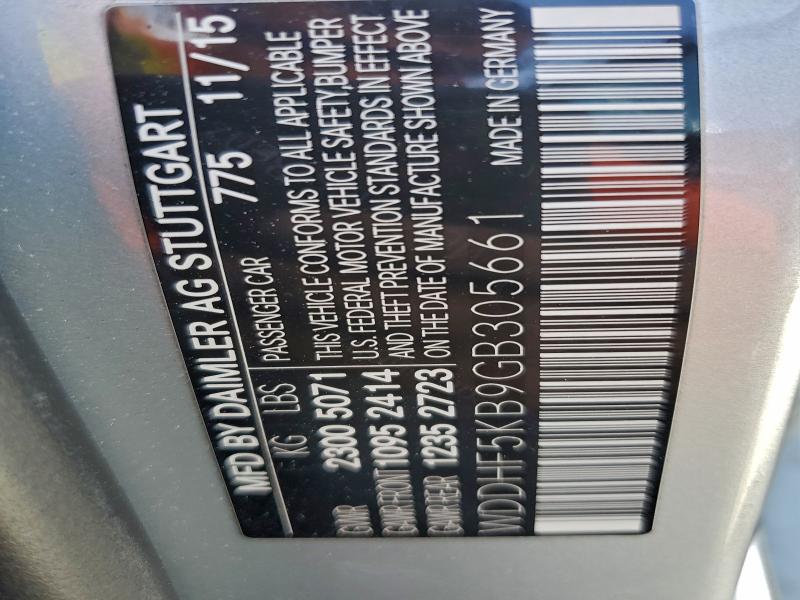 MFD BY DAIMLER AG STUTTGART
775 11/15
KG LBS PASSENGER CAR
GVWR 2300 5071 THIS VEHICLE CONFORMS TO ALL APPLICABLE
U.S. FEDERAL MOTOR VEHICLE SAFETY, BUMPER
GAWR FRONT 1095 2414 AND THEFT PREVENTION STANDARDS IN EFFECT
GAWR REAR 1235 2723 ON THE DATE OF MANUFACTURE SHOWN ABOVE
WDDHF5KB9GB305661 MADE IN GERMANY